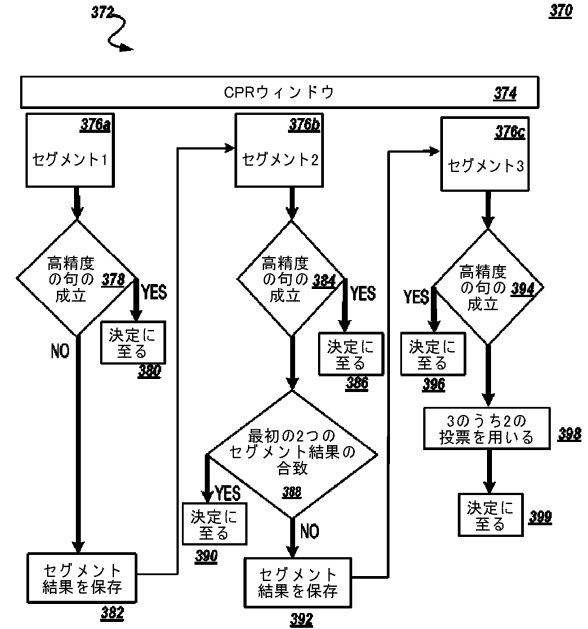 370
372
CPRウィンドウ
374
376a
セグメント1
高精度
の句の
成立
378
YES
決定に
至る
380
NO
セグメント
結果を保存
382
376b
セグメント2
高精度
の句の
成立
384
YES
決定に
至る
386
最初の2つの
セグメント結果の
合致
388
YES
決定に
至る
390
NO
セグメント
結果を保存
392
376c
セグメント3
高精度
の句の
成立
394
YES
決定に
至る
396
3のうち2の
投票を用いる
398
決定に
至る
399